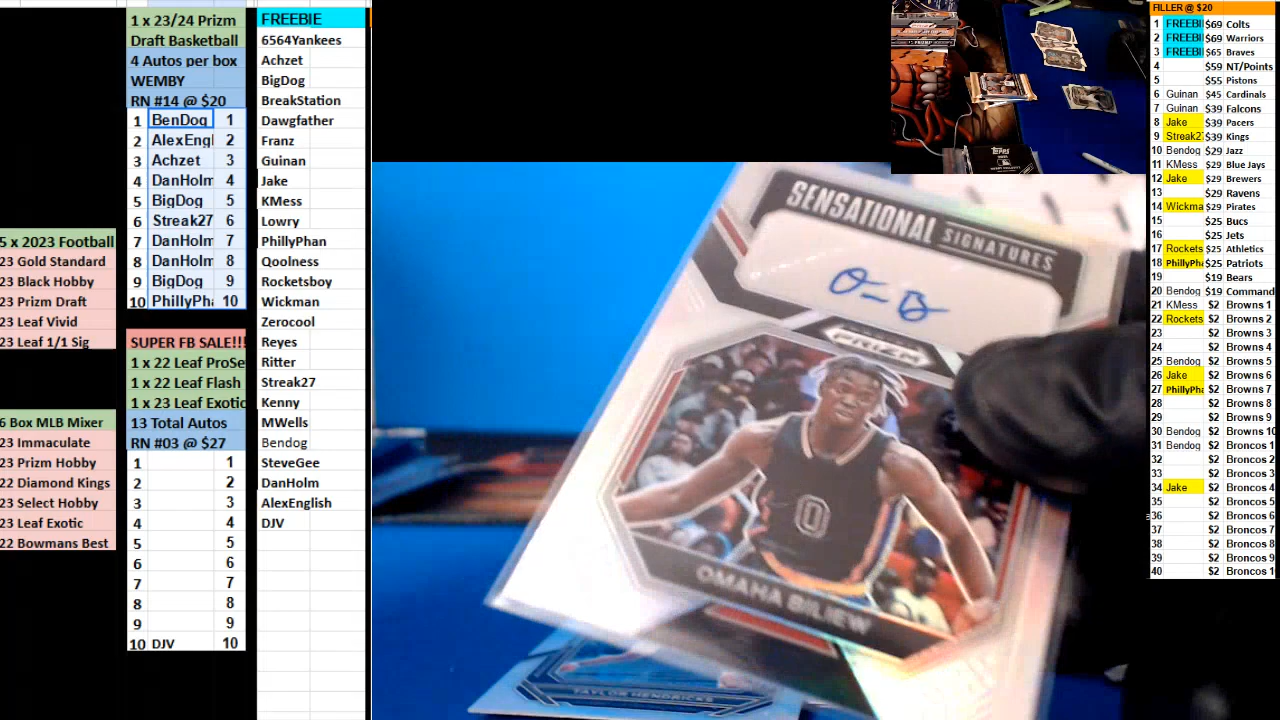 5 x 2023 Football
23 Gold Standard
23 Black Hobby
23 Prizm Draft
23 Leaf Vivid
23 Leaf 1/1 Sig
6 Box MLB Mixer
23 Immaculate
23 Prizm Hobby
22 Diamond Kings
23 Select Hobby
23 Leaf Exotic
22 Bowmans Best
1 x 23/24 Prizm
Draft Basketball
4 Autos per box
WEMBY
RN #14 @ $20
1 BenDog 1
2 AlexEngl 2
3 Achzet 3
4 DanHolm 4
5 BigDog 5
6 Streak27 6
7 DanHolm 7
8 DanHolm 8
9 BigDog 9
10 PhillyPha 10
SUPER FB SALE!!!
1 x 22 Leaf ProSe
1 x 22 Leaf Flash
1 x 23 Leaf Exotic
13 Total Autos
RN #03 @ $27
1 1
2 2
3 3
4 4
5 5
6 6
7 7
8 8
9 9
10 DJV 10
FREEBIE
6564Yankees
Achzet
BigDog
BreakStation
Dawgfather
Franz
Guinan
Jake
KMess
Lowry
PhillyPhan
Qoolness
Rocketsboy
Wickman
Zerocool
Reyes
Ritter
Streak27
Kenny
MWells
Bendog
SteveGee
DanHolm
AlexEnglish
DJV
SENSATIONAL SIGNATURES
O-B
PRIZM
0
OMAHA BILIEW
TAYLOR HENDRICKS
Topps
FILLER @ $20
1 FREEBI $69 Colts
2 FREEBI $69 Warriors
3 FREEBI $65 Braves
4 $59 NT/Points
5 $55 Pistons
6 Guinan $45 Cardinals
7 Guinan $39 Falcons
8 Jake $39 Pacers
9 Streak27 $39 Kings
10 Bendog $29 Jazz
11 KMess $29 Blue Jays
12 Jake $29 Brewers
13 $29 Ravens
14 Wickma $29 Pirates
15 $25 Bucs
16 $25 Jets
17 Rockets $25 Athletics
18 PhillyPha $25 Patriots
19 $19 Bears
20 Bendog $19 Command
21 KMess $2 Browns 1
22 Rockets $2 Browns 2
23 $2 Browns 3
24 $2 Browns 4
25 Bendog $2 Browns 5
26 Jake $2 Browns 6
27 PhillyPha $2 Browns 7
28 $2 Browns 8
29 $2 Browns 9
30 Bendog $2 Browns 10
31 Bendog $2 Broncos 1
32 $2 Broncos 2
33 $2 Broncos 3
34 Jake $2 Broncos 4
35 $2 Broncos 5
36 $2 Broncos 6
37 $2 Broncos 7
38 $2 Broncos 8
39 $2 Broncos 9
40 $2 Broncos 1